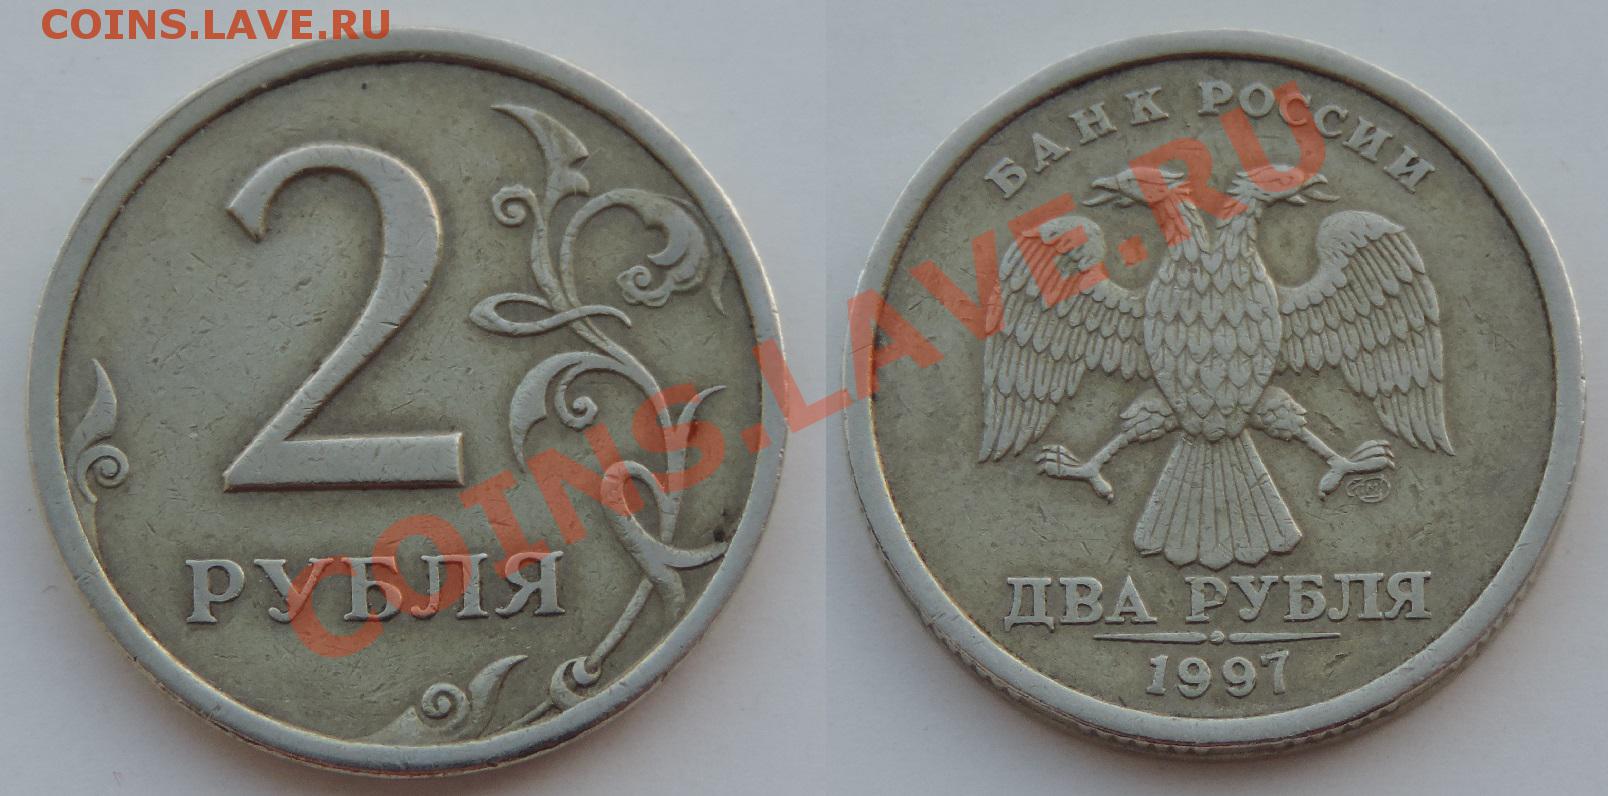 COINS.LAVE.RU
2
РУБЛЯ
БАНК РОССИИ
ДВА РУБЛЯ
1997
COINS.LAVE.RU